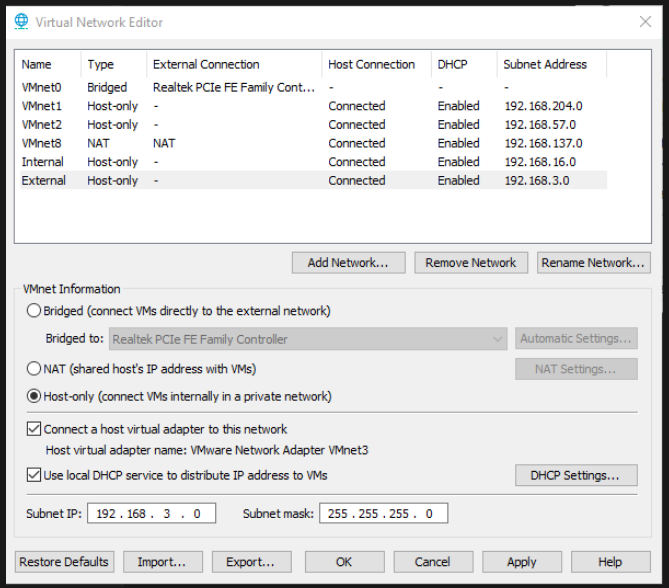 Virtual Network Editor
Name Type External Connection Host Connection DHCP Subnet Address
VMnet0 Bridged Realtek PCIe FE Family Cont... - - -
VMnet1 Host-only - Connected Enabled 192.168.204.0
VMnet2 Host-only - Connected Enabled 192.168.57.0
VMnet8 NAT NAT Connected Enabled 192.168.137.0
Internal Host-only - Connected Enabled 192.168.16.0
External Host-only - Connected Enabled 192.168.3.0
Add Network... Remove Network Rename Network...
VMnet Information
Bridged (connect VMs directly to the external network)
Bridged to: Realtek PCIe FE Family Controller Automatic Settings...
NAT (shared host's IP address with VMs) NAT Settings...
Host-only (connect VMs internally in a private network)
Connect a host virtual adapter to this network
Host virtual adapter name: VMware Network Adapter VMnet3
Use local DHCP service to distribute IP address to VMs DHCP Settings...
Subnet IP: 192 . 168 . 3 . 0 Subnet mask: 255 . 255 . 255 . 0
Restore Defaults Import... Export... OK Cancel Apply Help